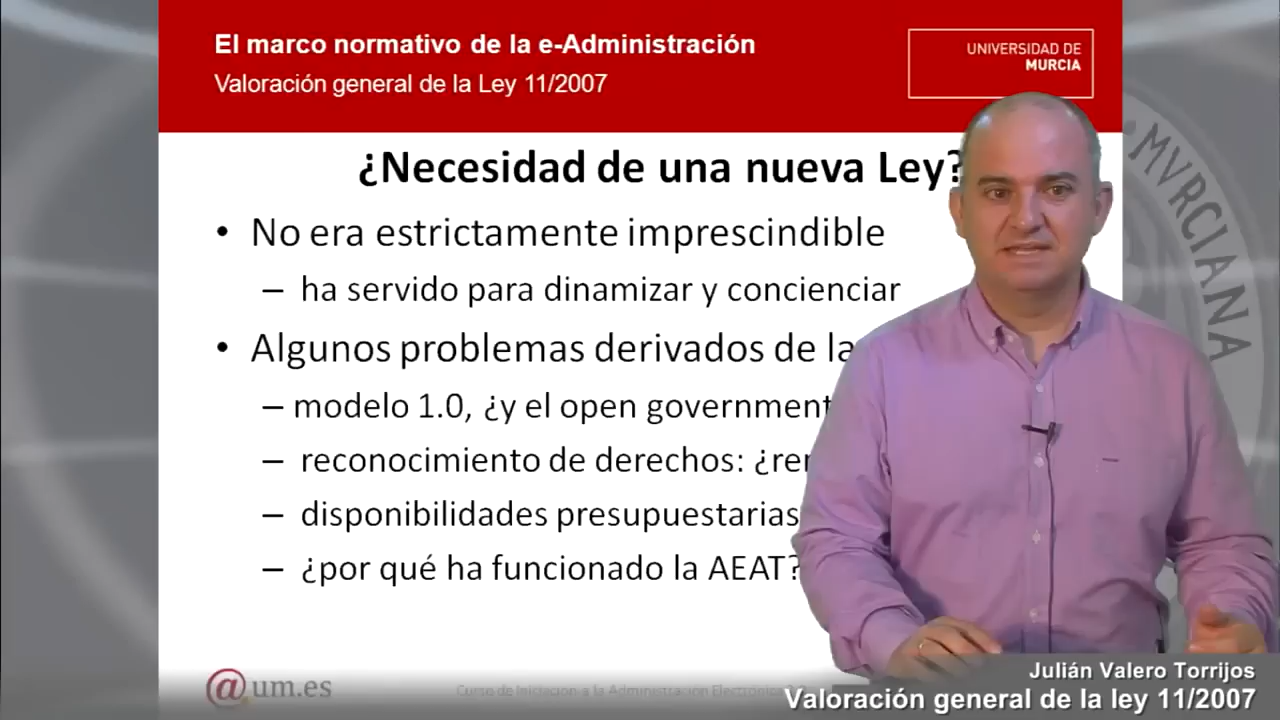 El marco normativo de la e-Administración
Valoración general de la Ley 11/2007
UNIVERSIDAD DE
MURCIA
¿Necesidad de una nueva Ley?
• No era estrictamente imprescindible
– ha servido para dinamizar y concienciar
• Algunos problemas derivados de la
– modelo 1.0, ¿y el open government
– reconocimiento de derechos: ¿
– disponibilidades presupuestarias
– ¿por qué ha funcionado la AEAT?
MVRCIANA
@um.es
Curso de Iniciación a la Administración Electrónica
Julián Valero Torrijos
Valoración general de la ley 11/2007